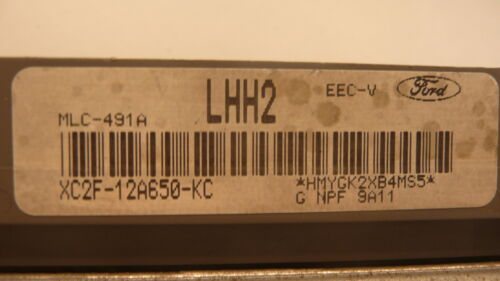 LHH2
EEC-V
Ford
MLC-491A
XC2F-12A650-KC
*HMYGK2XB4MS5*
G NPF 9A11